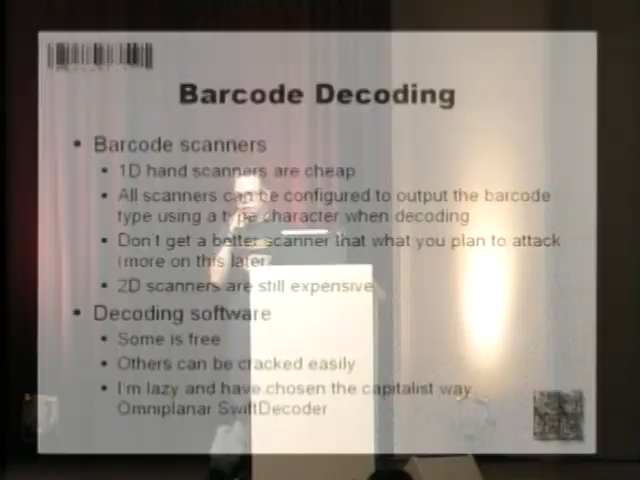 Barcode Decoding
• Barcode scanners
• 1D hand scanners are cheap
• All scanners can be configured to output the barcode
type using a type character when decoding
• Don't get a better scanner that what you plan to attack
(more on this later
• 2D scanners are still expensive
• Decoding software
• Some is free
• Others can be cracked easily
• I'm lazy and have chosen the capitalist way
Omniplanar SwiftDecoder